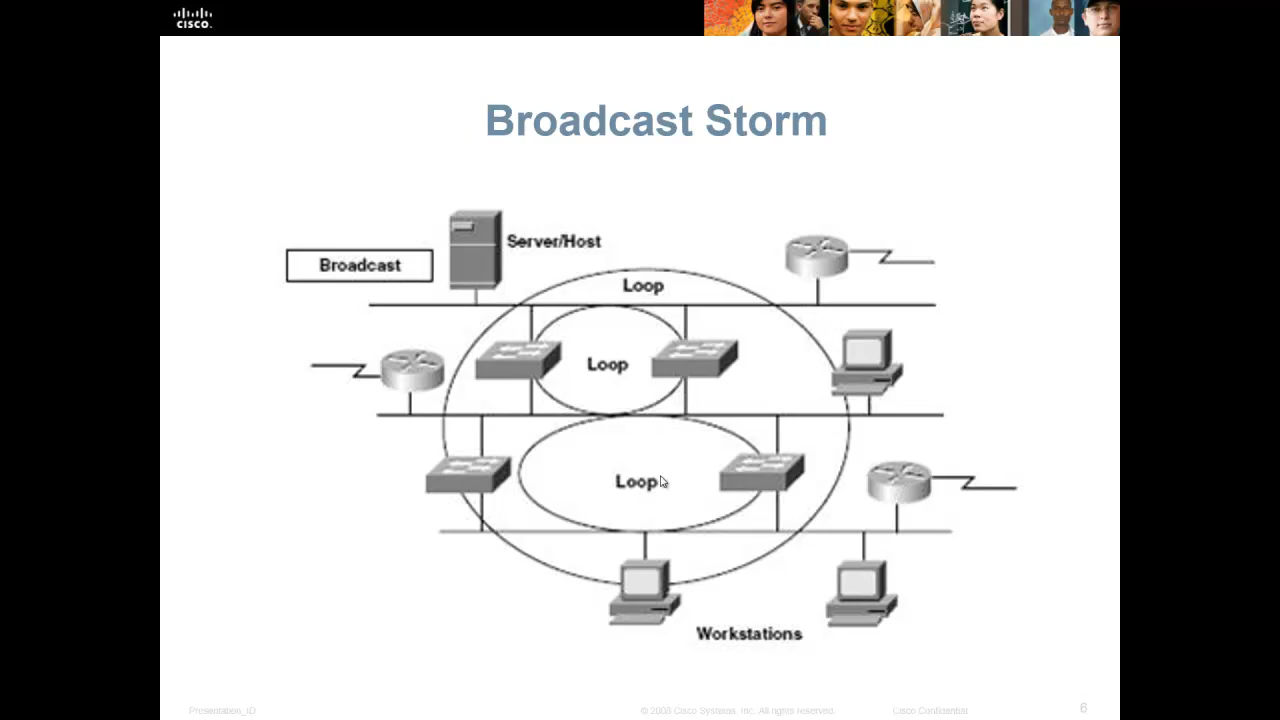 CISCO.
Broadcast Storm
Server/Host
Broadcast
Loop
Loop
Loop
Workstations
© 2008 Cisco Systems, Inc. All rights reserved.
Cisco Confidential
6